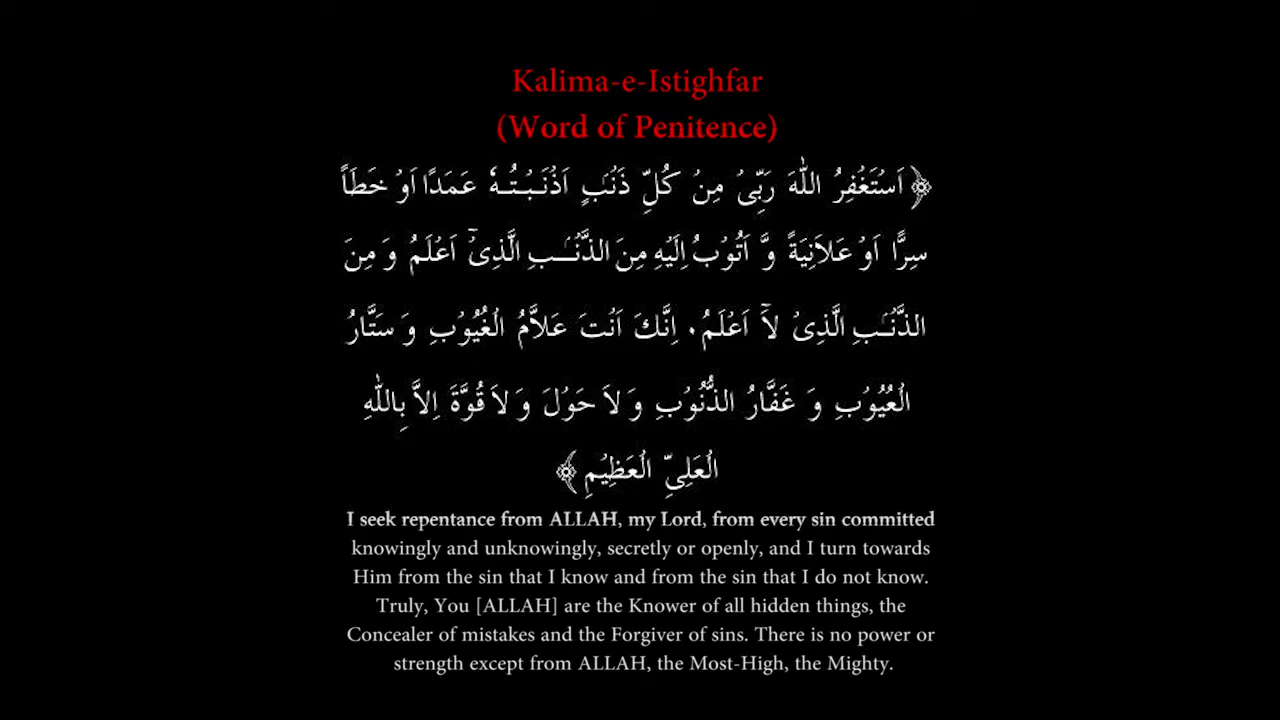 Kalima-e-Istighfar
(Word of Penitence)
﴿اَسْتَغْفِرُ اللّٰهَ رَبِّىْ مِنْ كُلِّ ذَنْۢبٍ اَذْنَبْتُهٗ عَمَدًا اَوْ خَطَاً
سِرًّا اَوْ عَلَانِيَةً وَّ اَتُوْبُ اِلَيْهِ مِنَ الذَّنْۢبِ الَّذِىْٓ اَعْلَمُ وَ مِنَ
الذَّنْۢبِ الَّذِىْ لَآ اَعْلَمُ۰ اِنَّكَ اَنْتَ عَلَّامُ الْغُيُوْبِ وَ سَتَّارُ
الْعُيُوْبِ وَ غَفَّارُ الذُّنُوْبِ وَ لَا حَوْلَ وَ لَا قُوَّةَ اِلَّا بِاللّٰهِ
الْعَلِىِّ الْعَظِيْمِ﴾
I seek repentance from ALLAH, my Lord, from every sin committed
knowingly and unknowingly, secretly or openly, and I turn towards
Him from the sin that I know and from the sin that I do not know.
Truly, You [ALLAH] are the Knower of all hidden things, the
Concealer of mistakes and the Forgiver of sins. There is no power or
strength except from ALLAH, the Most-High, the Mighty.